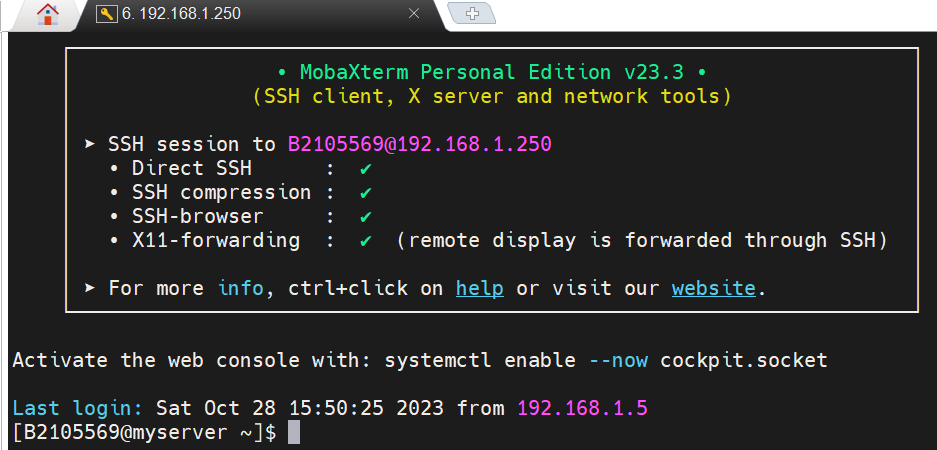 6. 192.168.1.250
• MobaXterm Personal Edition v23.3 •
(SSH client, X server and network tools)
➤ SSH session to B2105569@192.168.1.250
• Direct SSH : ✔
• SSH compression : ✔
• SSH-browser : ✔
• X11-forwarding : ✔ (remote display is forwarded through SSH)
➤ For more info, ctrl+click on help or visit our website.
Activate the web console with: systemctl enable --now cockpit.socket
Last login: Sat Oct 28 15:50:25 2023 from 192.168.1.5
[B2105569@myserver ~]$